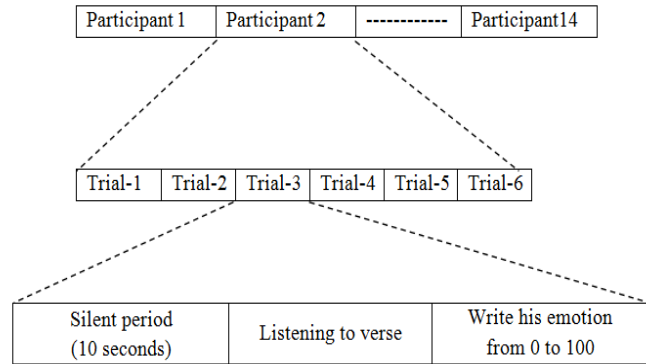 Participant 1 Participant 2 ------------ Participant14
Trial-1 Trial-2 Trial-3 Trial-4 Trial-5 Trial-6
Silent period
(10 seconds)
Listening to verse
Write his emotion
from 0 to 100